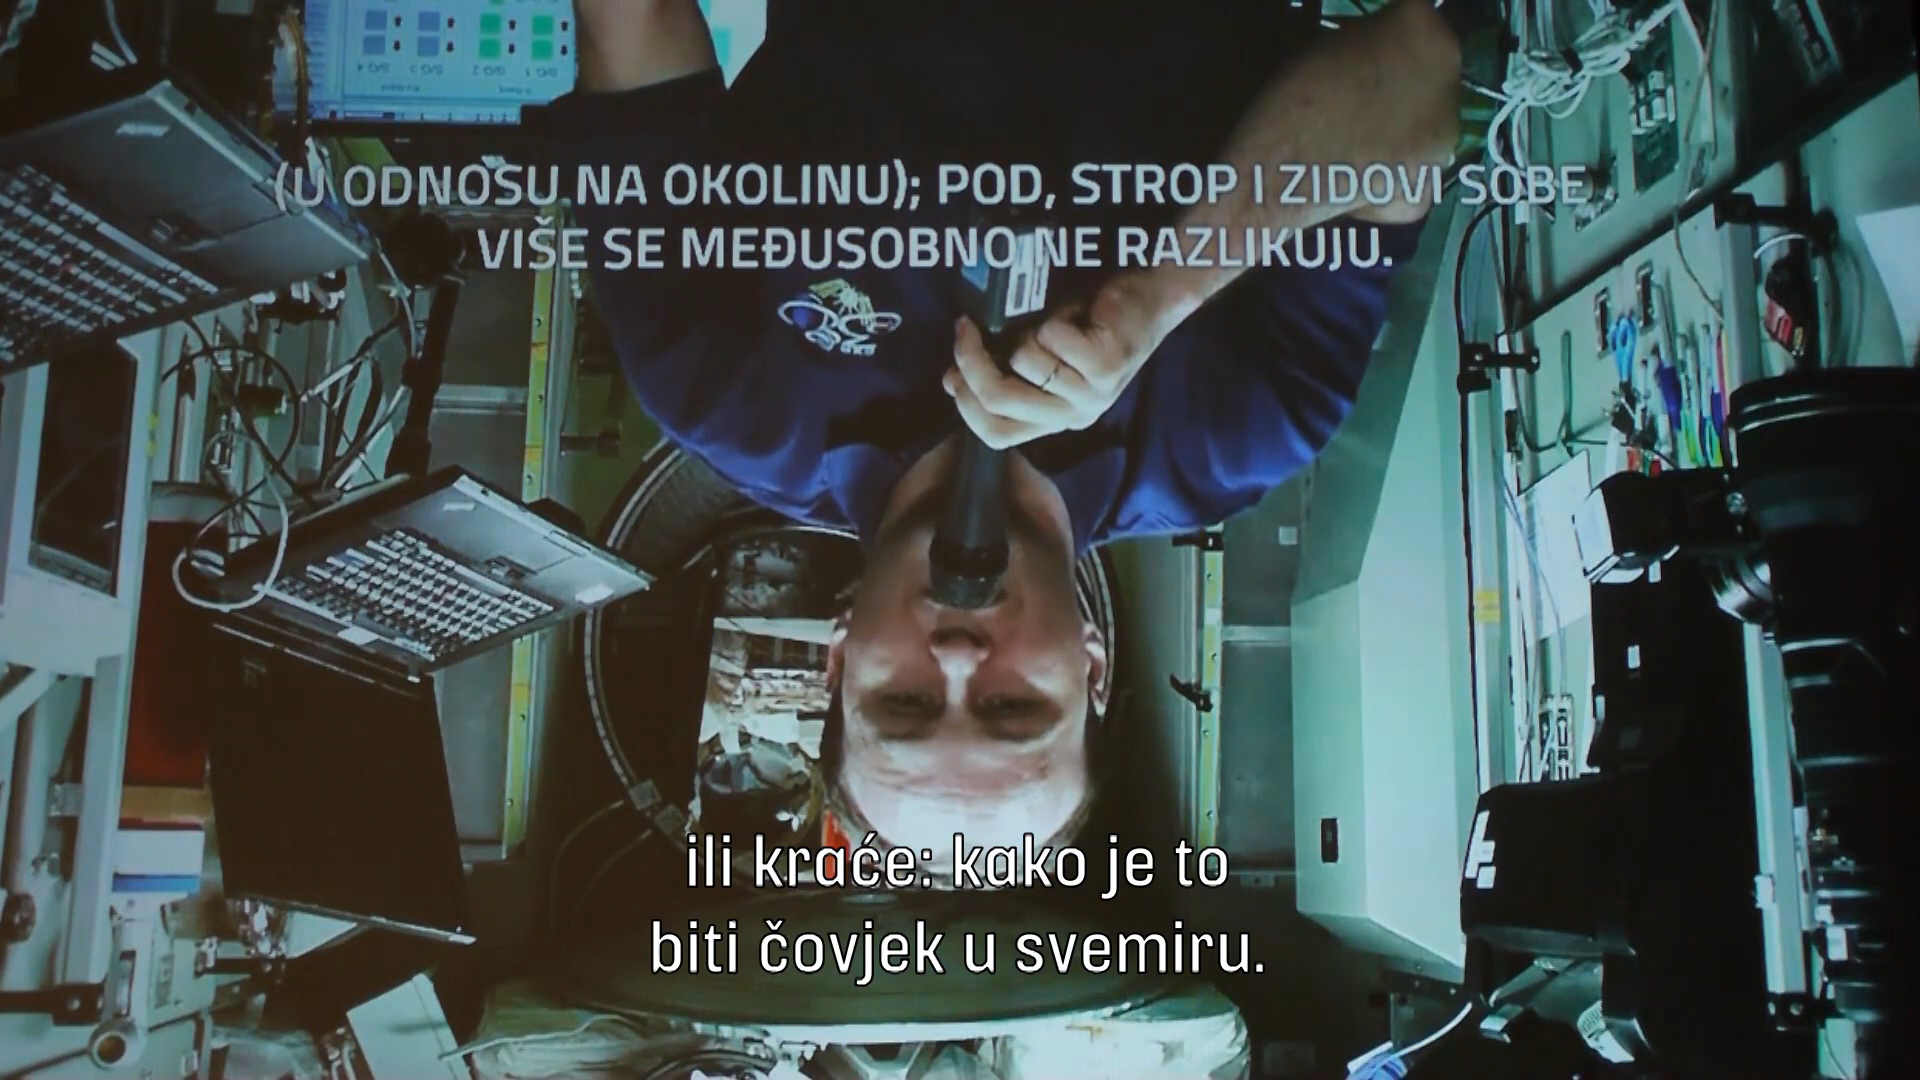 (U ODNOSU NA OKOLINU); POD, STROP I ZIDOVI SOBE
VIŠE SE MEĐUSOBNO NE RAZLIKUJU.
ili kraće: kako je to
biti čovjek u svemiru.